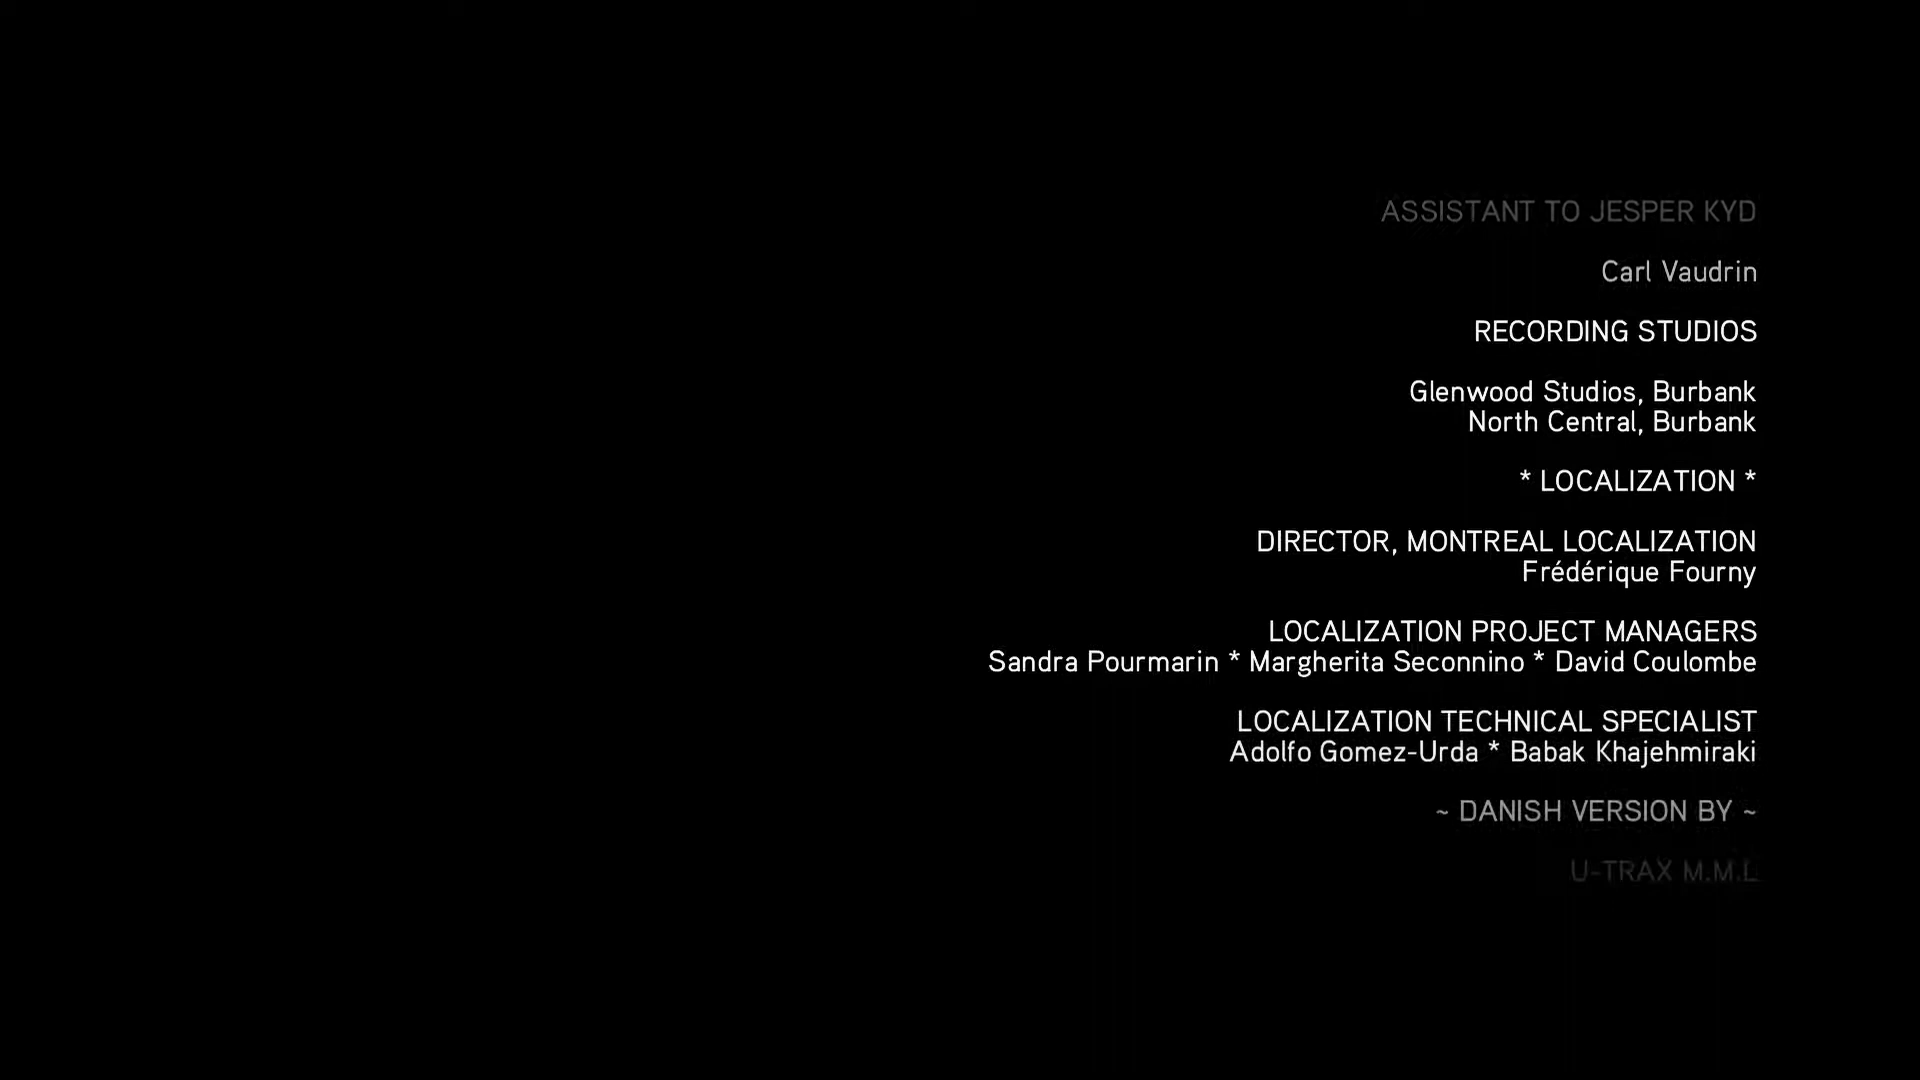 ASSISTANT TO JESPER KYD
Carl Vaudrin
RECORDING STUDIOS
Glenwood Studios, Burbank
North Central, Burbank
* LOCALIZATION *
DIRECTOR, MONTREAL LOCALIZATION
Frédérique Fourny
LOCALIZATION PROJECT MANAGERS
Sandra Pourmarin * Margherita Seconnino * David Coulombe
LOCALIZATION TECHNICAL SPECIALIST
Adolfo Gomez-Urda * Babak Khajehmiraki
~ DANISH VERSION BY ~
U-TRAX M.M.L